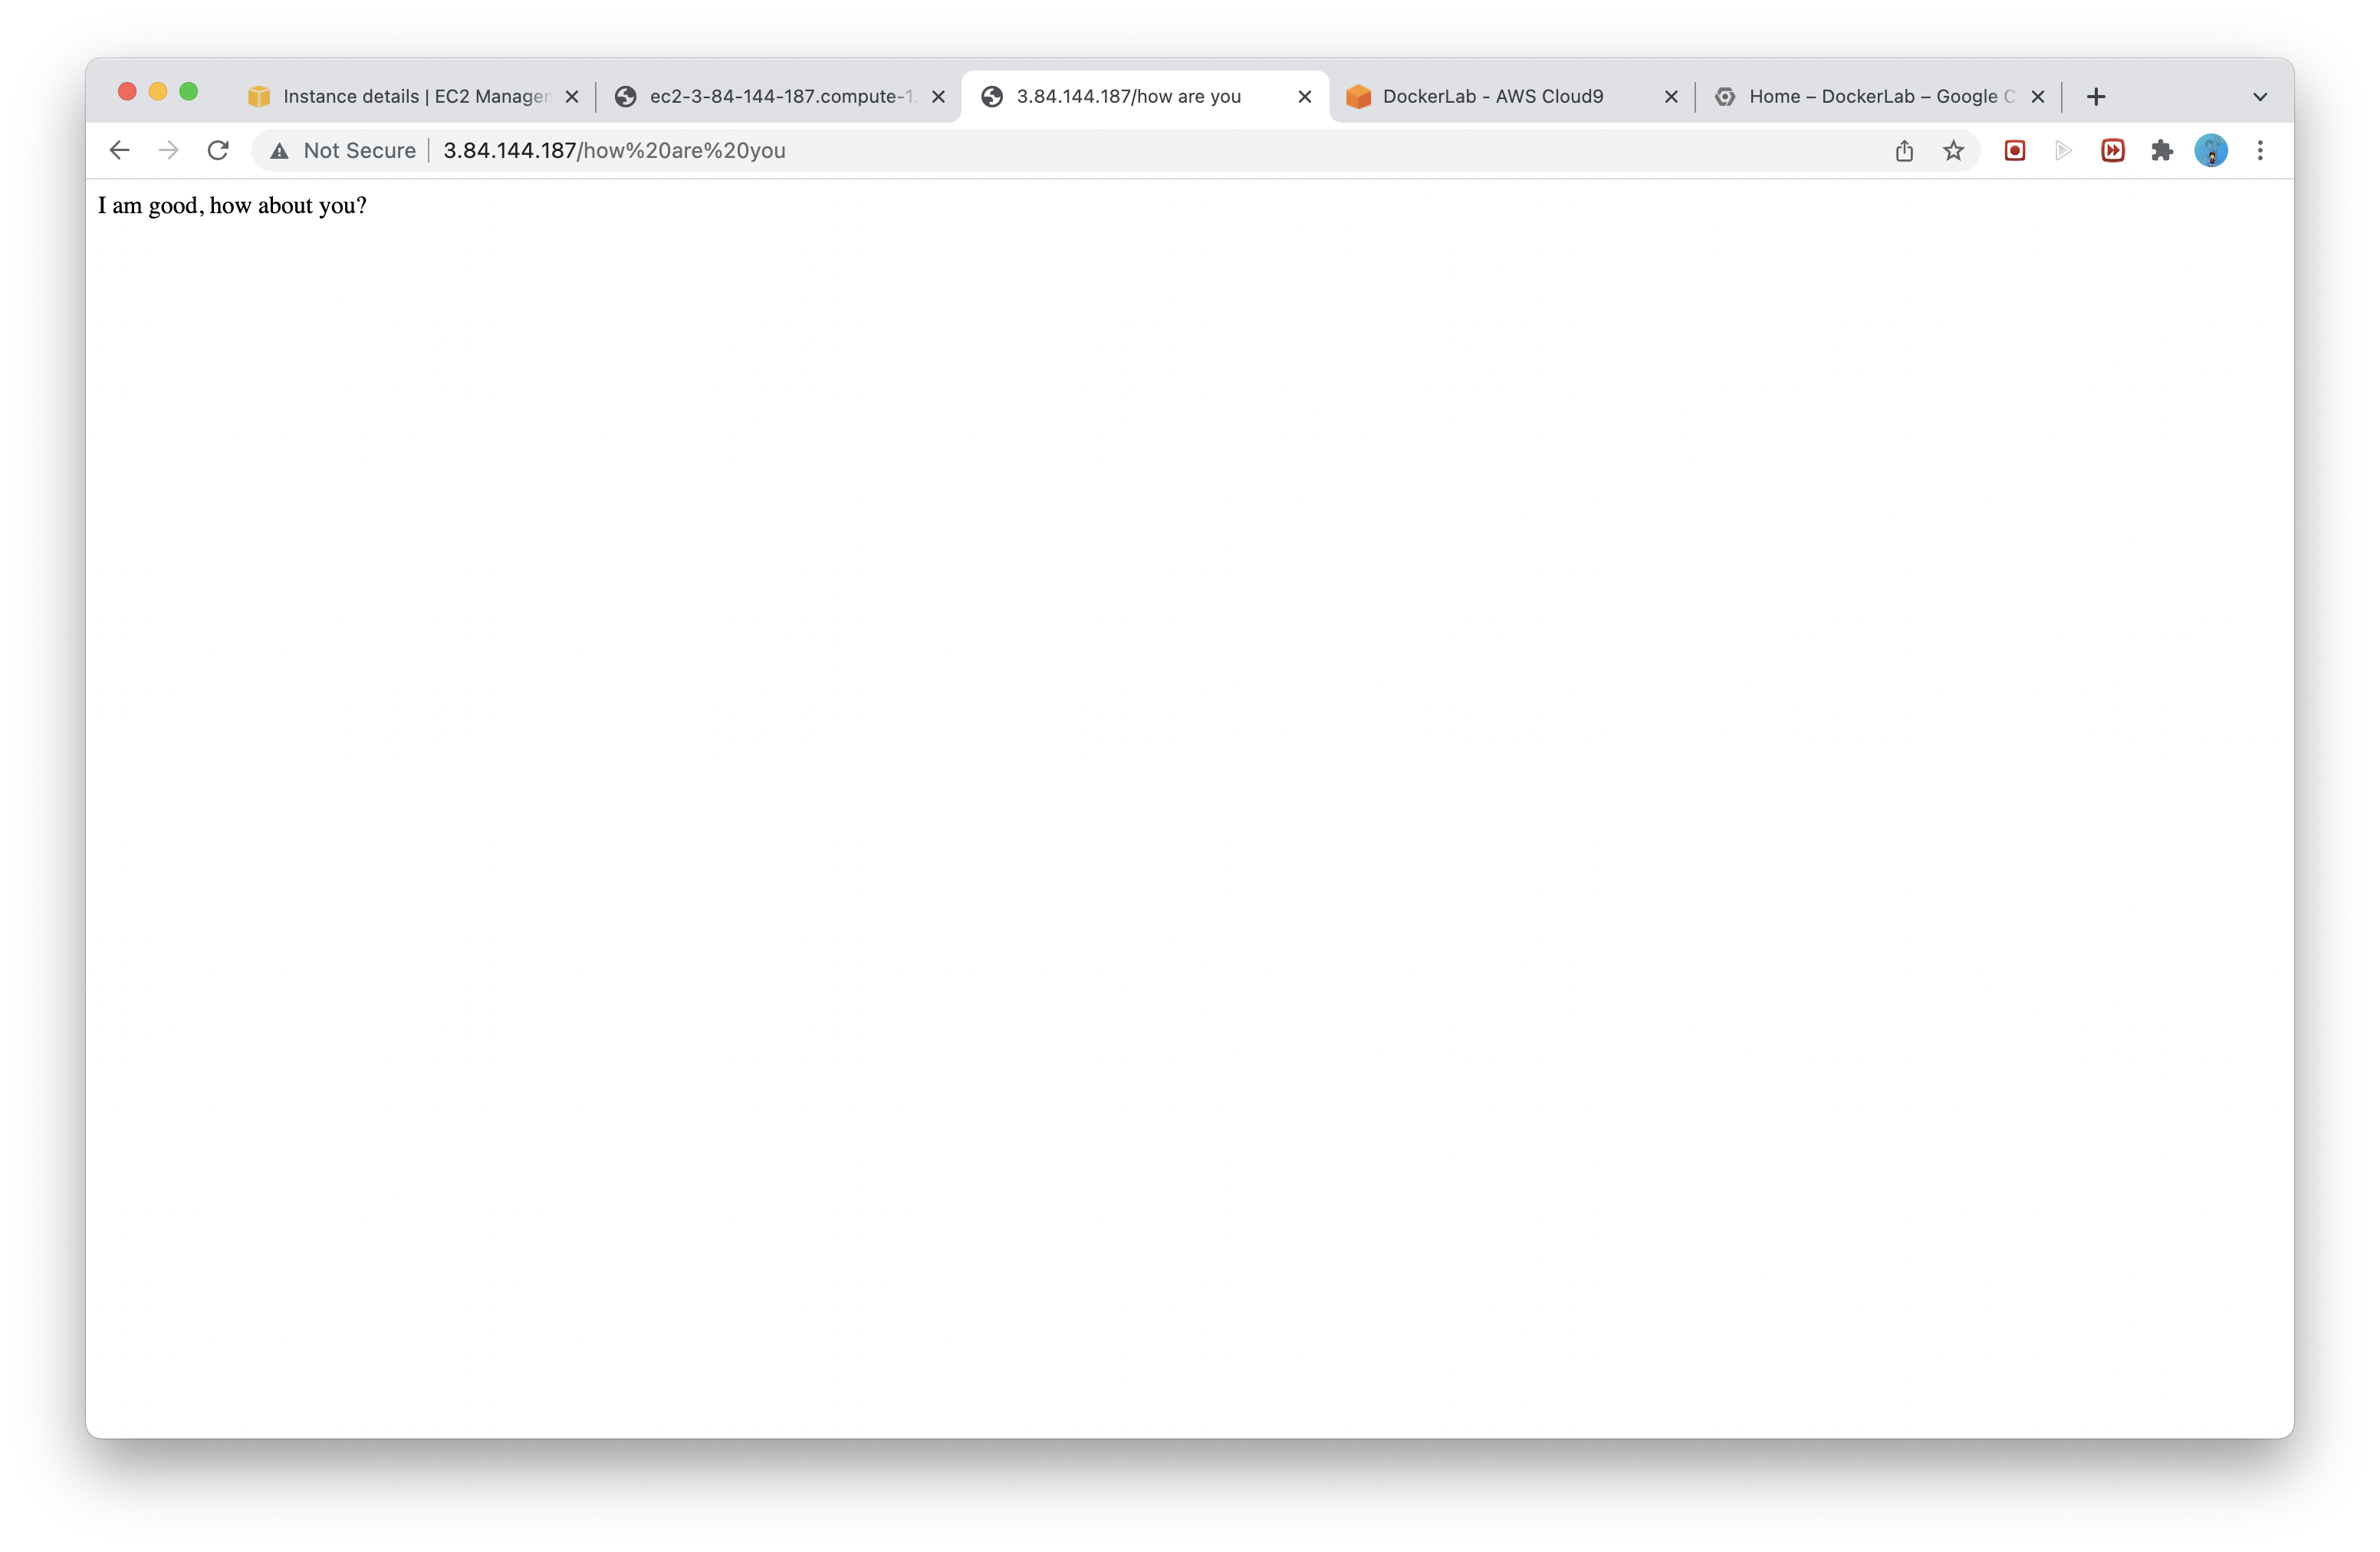 Instance details | EC2 Manager
ec2-3-84-144-187.compute-1.
3.84.144.187/how are you
DockerLab - AWS Cloud9
Home – DockerLab – Google C
Not Secure
3.84.144.187/how%20are%20you
I am good, how about you?